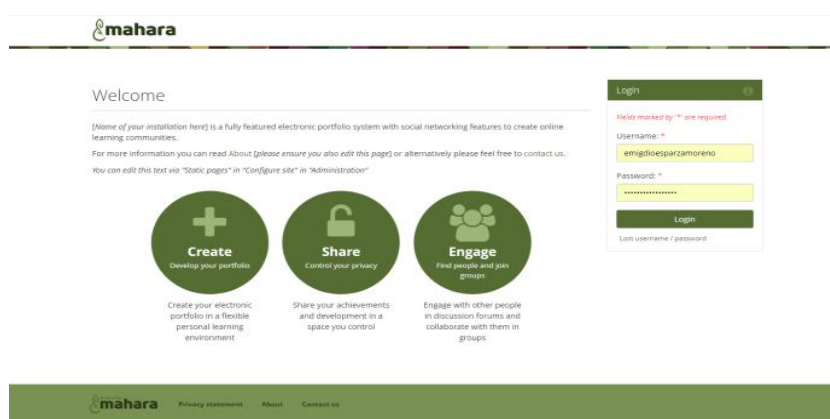 mahara
Welcome
[Name of your installation here] is a fully featured electronic portfolio system with social networking features to create online
learning communities.
For more information you can read About [please ensure you also edit this page] or alternatively please feel free to contact us.
You can edit this text via "Static pages" in "Configure site" in "Administration"
Create
Develop your portfolio
Create your electronic
portfolio in a flexible
personal learning
environment
Share
Control your privacy
Share your achievements
and development in a
space you control
Engage
Find people and join
groups
Engage with other people
in discussion forums and
collaborate with them in
groups
Login
Fields marked by '*' are required.
Username: *
emigdioesparzamoreno
Password: *
•••••••••••••••••
Login
Lost username / password
mahara
Privacy statement
About
Contact us